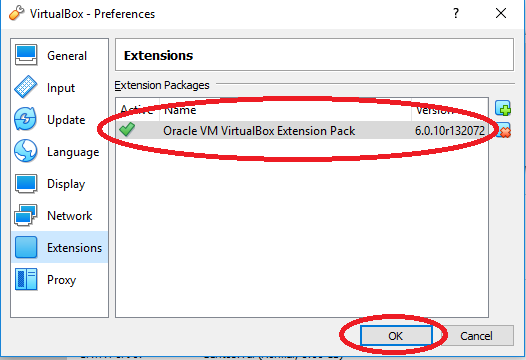 VirtualBox - Preferences
General
Input
Update
Language
Display
Network
Extensions
Proxy
Extensions
Extension Packages
Active Name Version
Oracle VM VirtualBox Extension Pack 6.0.10r132072
OK Cancel